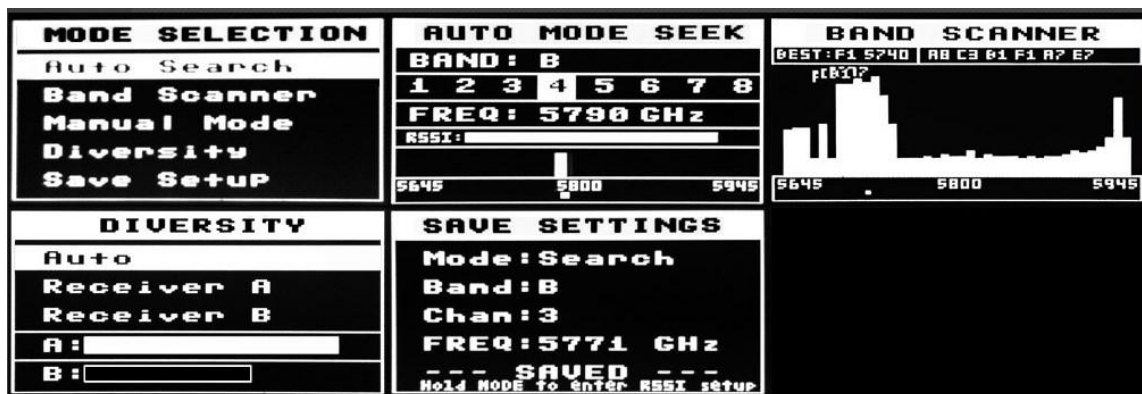 MODE SELECTION
Auto Search
Band Scanner
Manual Mode
Diversity
Save Setup
AUTO MODE SEEK
BAND: B
1 2 3 4 5 6 7 8
FREQ: 5790 GHz
RSSI:
5645 5800 5945
BAND SCANNER
BEST:F1 5740 A8 C3 B1 F1 A7 E7
5645 5800 5945
DIVERSITY
Auto
Receiver A
Receiver B
A:
B:
SAVE SETTINGS
Mode:Search
Band:B
Chan:3
FREQ:5771 GHz
--- SAVED ---
Hold MODE to enter RSSI setup